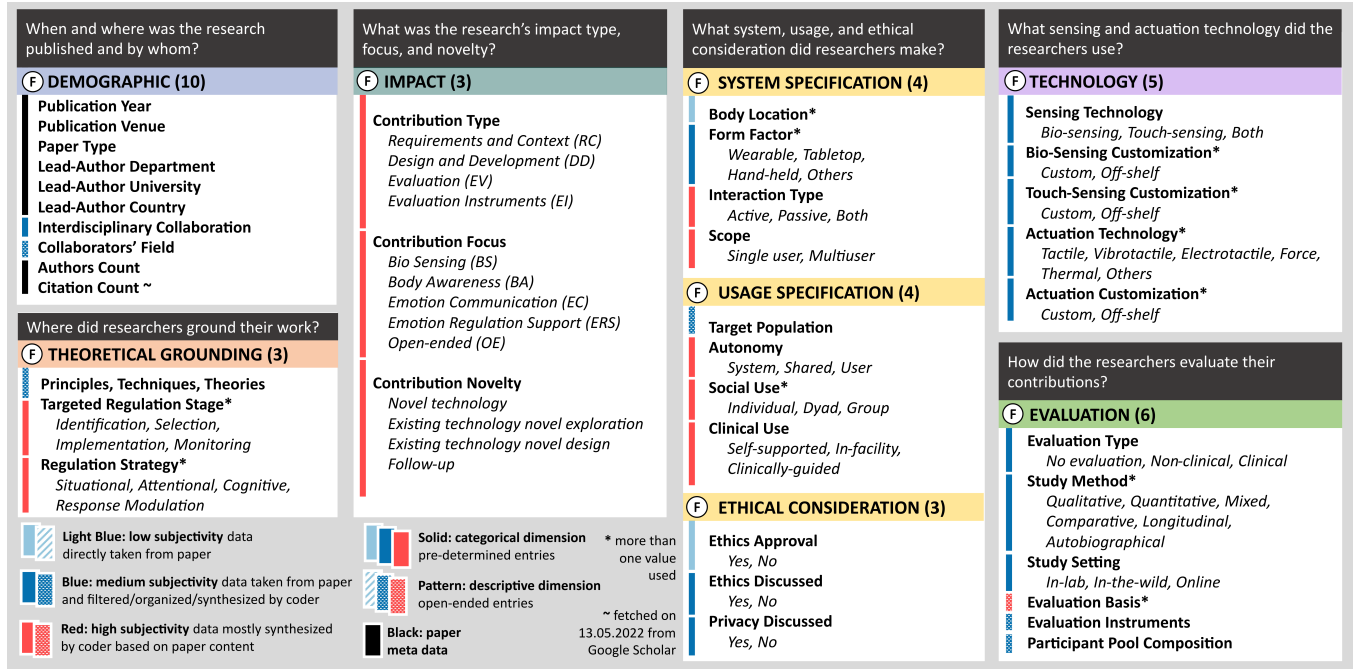 When and where was the research
published and by whom?
F DEMOGRAPHIC (10)
Publication Year
Publication Venue
Paper Type
Lead-Author Department
Lead-Author University
Lead-Author Country
Interdisciplinary Collaboration
Collaborators' Field
Authors Count
Citation Count ~
Where did researchers ground their work?
F THEORETICAL GROUNDING (3)
Principles, Techniques, Theories
Targeted Regulation Stage*
Identification, Selection,
Implementation, Monitoring
Regulation Strategy*
Situational, Attentional, Cognitive,
Response Modulation
Light Blue: low subjectivity data
directly taken from paper
Blue: medium subjectivity data taken from paper
and filtered/organized/synthesized by coder
Red: high subjectivity data mostly synthesized
by coder based on paper content
What was the research's impact type,
focus, and novelty?
F IMPACT (3)
Contribution Type
Requirements and Context (RC)
Design and Development (DD)
Evaluation (EV)
Evaluation Instruments (EI)
Contribution Focus
Bio Sensing (BS)
Body Awareness (BA)
Emotion Communication (EC)
Emotion Regulation Support (ERS)
Open-ended (OE)
Contribution Novelty
Novel technology
Existing technology novel exploration
Existing technology novel design
Follow-up
Solid: categorical dimension
pre-determined entries
Pattern: descriptive dimension
open-ended entries
Black: paper
meta data
* more than
one value
used
~ fetched on
13.05.2022 from
Google Scholar
What system, usage, and ethical
consideration did researchers make?
F SYSTEM SPECIFICATION (4)
Body Location*
Form Factor*
Wearable, Tabletop,
Hand-held, Others
Interaction Type
Active, Passive, Both
Scope
Single user, Multiuser
F USAGE SPECIFICATION (4)
Target Population
Autonomy
System, Shared, User
Social Use*
Individual, Dyad, Group
Clinical Use
Self-supported, In-facility,
Clinically-guided
F ETHICAL CONSIDERATION (3)
Ethics Approval
Yes, No
Ethics Discussed
Yes, No
Privacy Discussed
Yes, No
What sensing and actuation technology did the
researchers use?
F TECHNOLOGY (5)
Sensing Technology
Bio-sensing, Touch-sensing, Both
Bio-Sensing Customization*
Custom, Off-shelf
Touch-Sensing Customization*
Custom, Off-shelf
Actuation Technology*
Tactile, Vibrotactile, Electrotactile, Force,
Thermal, Others
Actuation Customization*
Custom, Off-shelf
How did the researchers evaluate their
contributions?
F EVALUATION (6)
Evaluation Type
No evaluation, Non-clinical, Clinical
Study Method*
Qualitative, Quantitative, Mixed,
Comparative, Longitudinal,
Autobiographical
Study Setting
In-lab, In-the-wild, Online
Evaluation Basis*
Evaluation Instruments
Participant Pool Composition